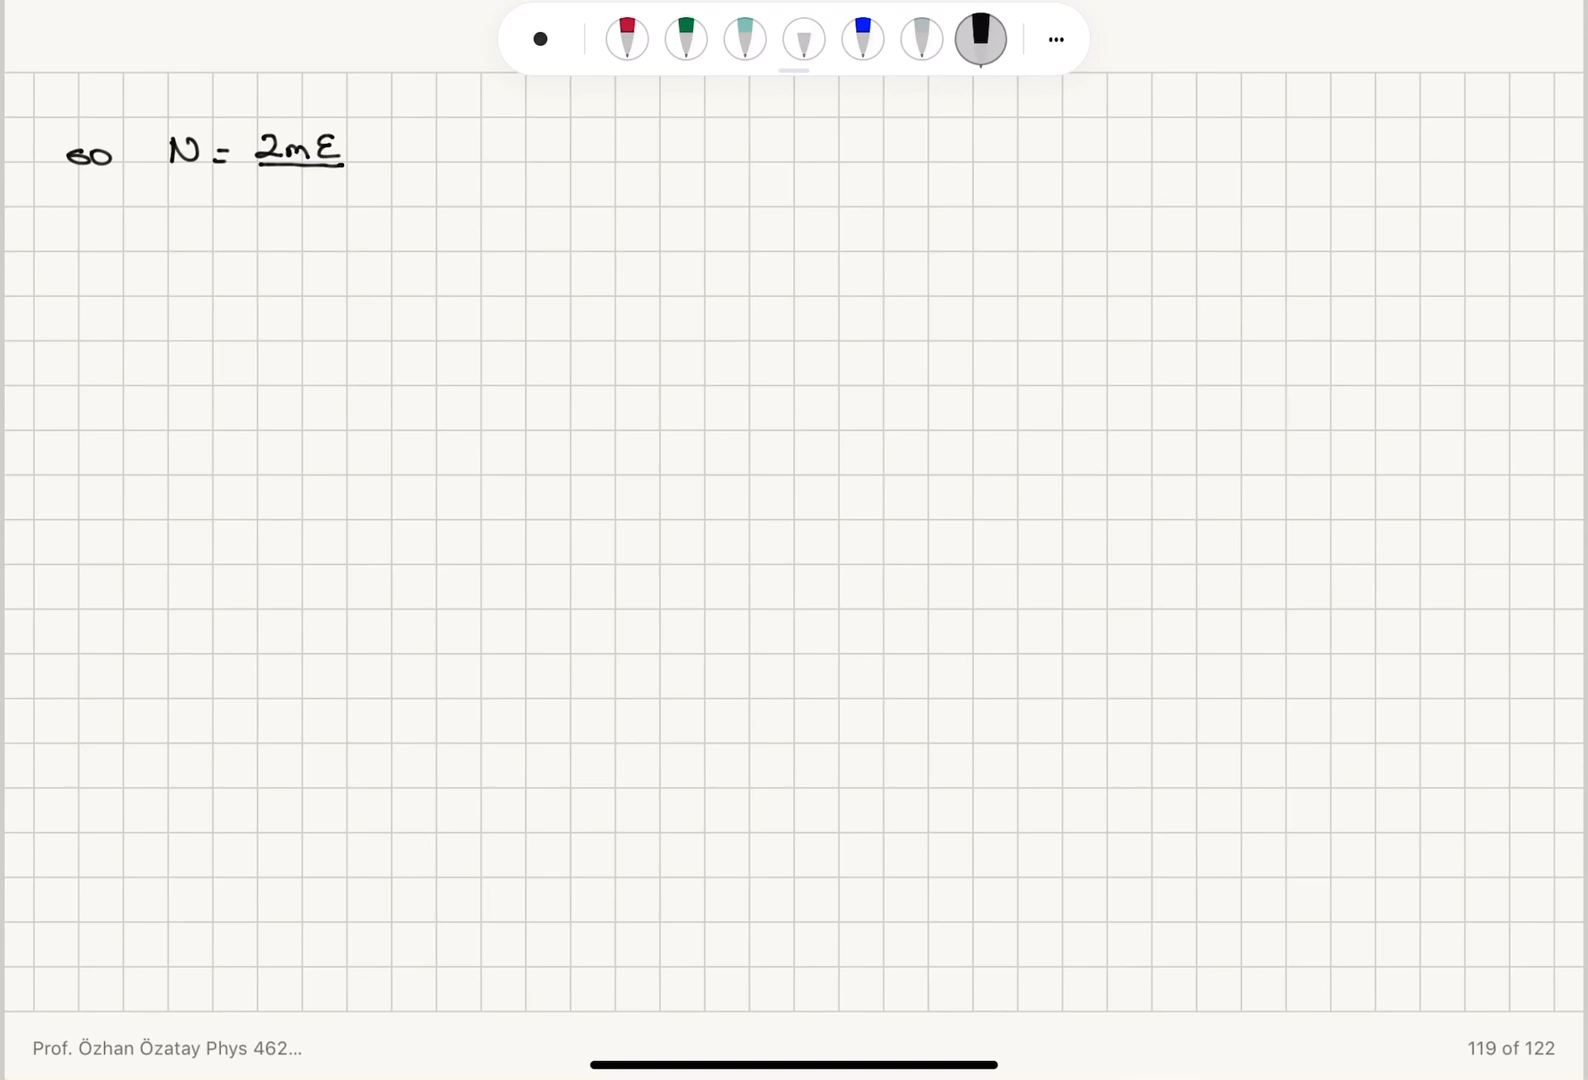 so N = 2mE
Prof. Özhan Özatay Phys 462...
119 of 122